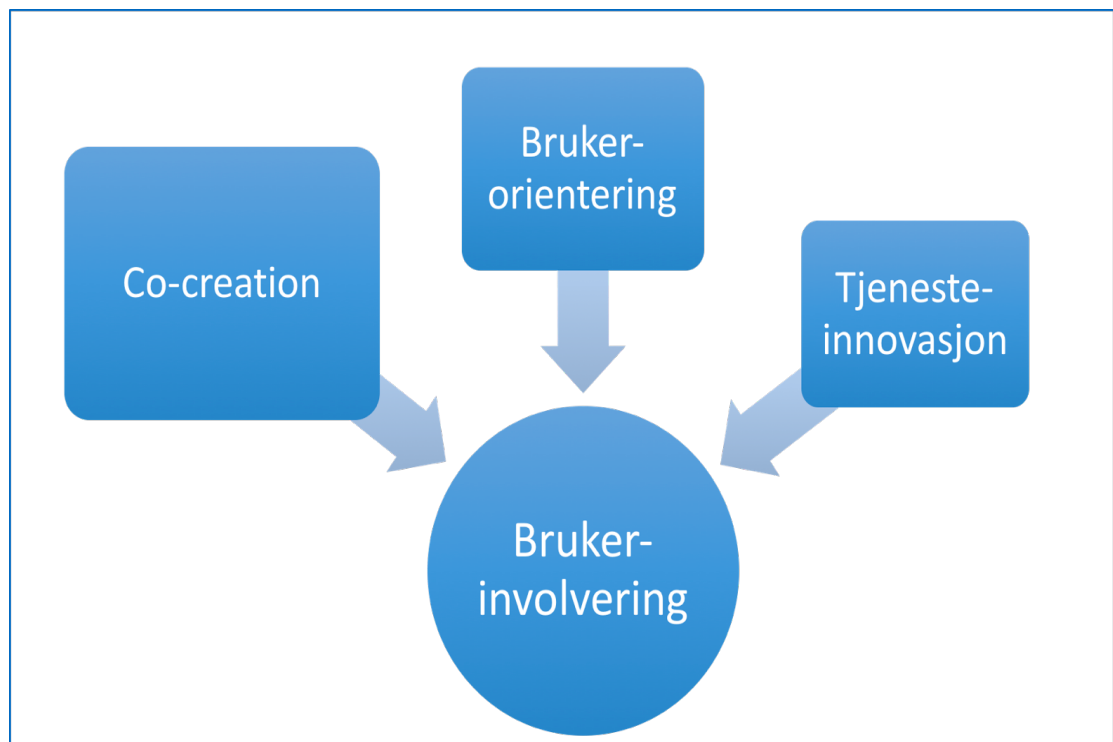 Bruker-
orientering
Co-creation
Tjeneste-
innovasjon
Bruker-
involvering